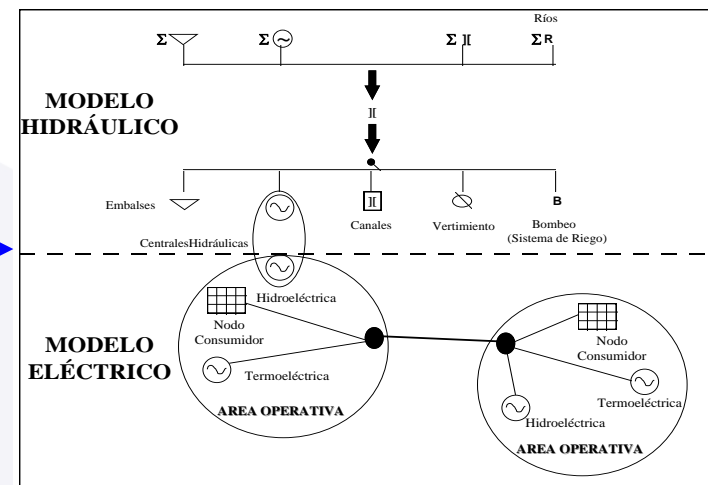 Ríos
Σ Σ Σ ][ Σ R
MODELO
HIDRÁULICO
][
Embalses
][
Canales
Vertimiento
B
Bombeo
(Sistema de Riego)
CentralesHidráulicas
Hidroeléctrica
Nodo
Consumidor
Termoeléctrica
AREA OPERATIVA
MODELO
ELÉCTRICO
Nodo
Consumidor
Termoeléctrica
Hidroeléctrica
AREA OPERATIVA